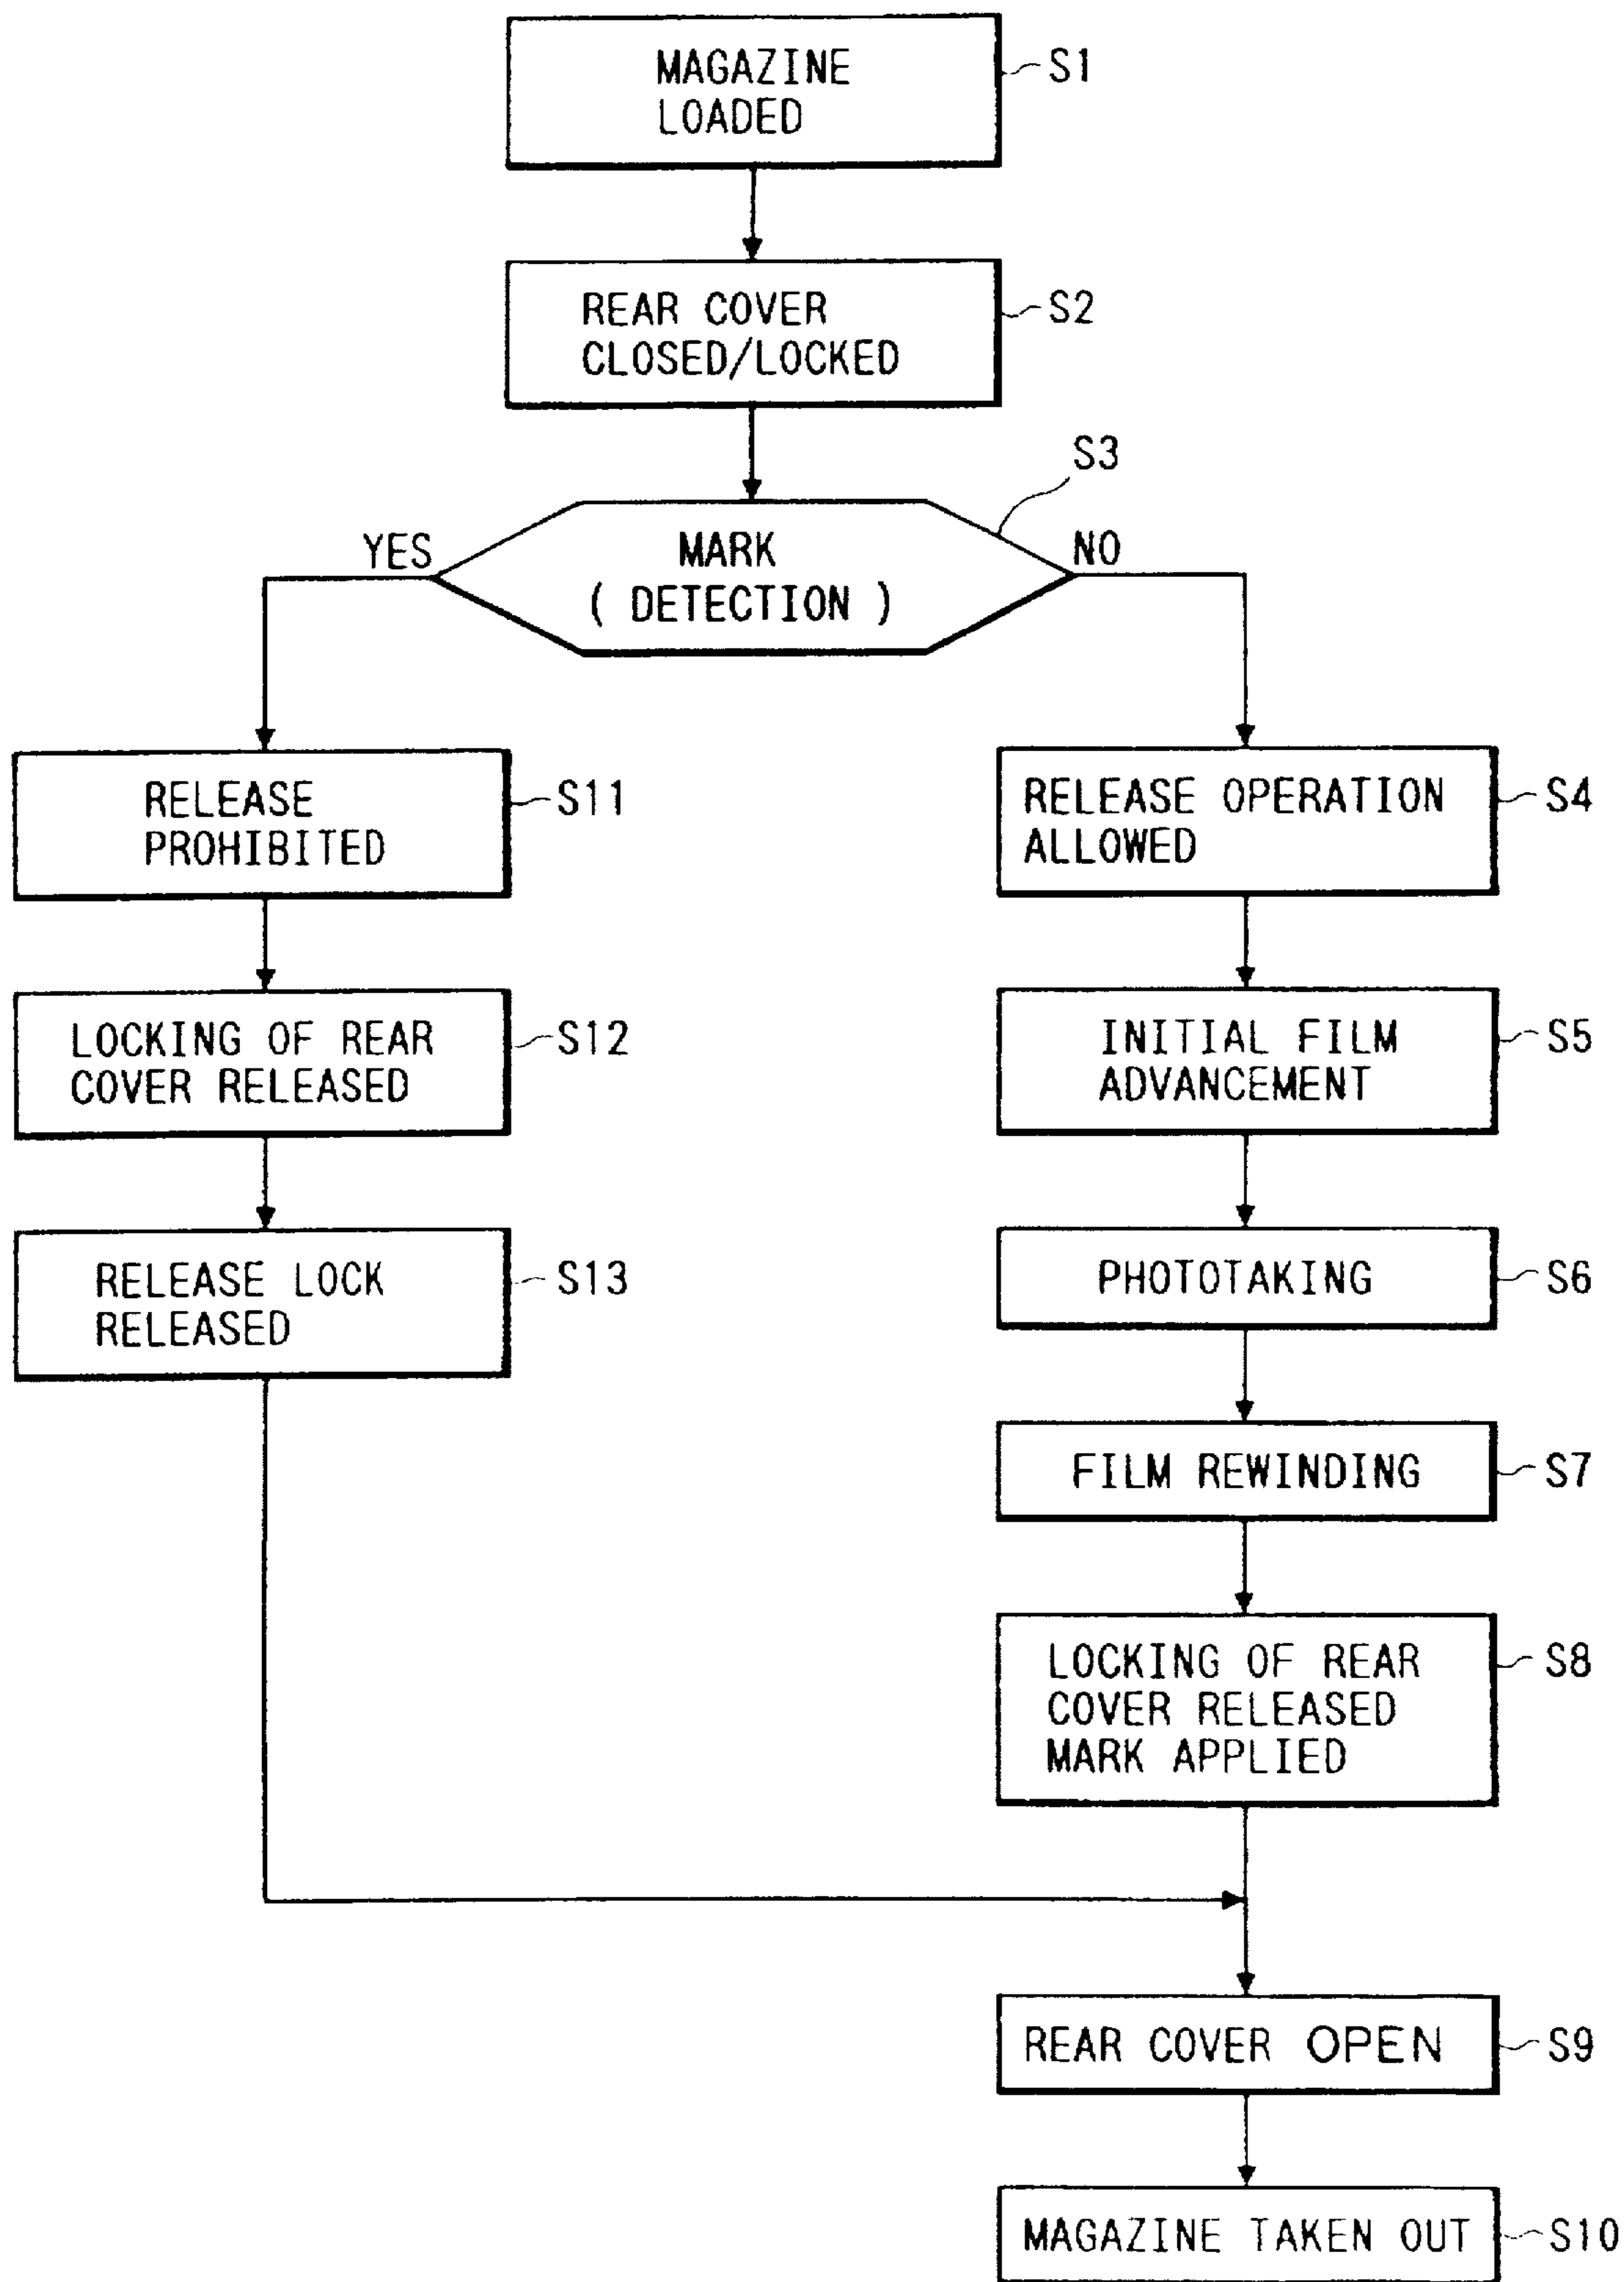 MAGAZINE
LOADED
S1
REAR COVER
CLOSED/LOCKED
S2
S3
YES
MARK
( DETECTION )
NO
RELEASE
PROHIBITED
S11
RELEASE OPERATION
ALLOWED
S4
LOCKING OF REAR
COVER RELEASED
S12
INITIAL FILM
ADVANCEMENT
S5
RELEASE LOCK
RELEASED
S13
PHOTOTAKING
S6
FILM REWINDING
S7
LOCKING OF REAR
COVER RELEASED
MARK APPLIED
S8
REAR COVER OPEN
S9
MAGAZINE TAKEN OUT
S10